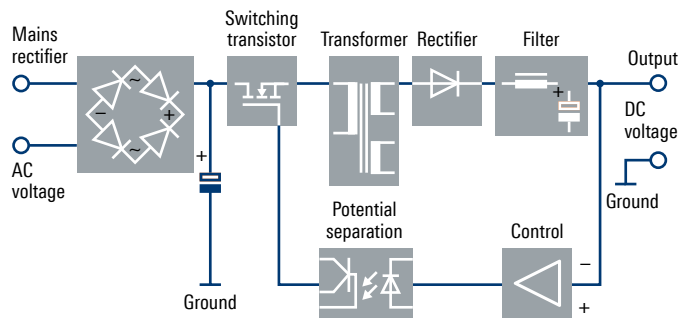 Mains
rectifier
Switching
transistor
Transformer
Rectifier
Filter
Output
~
–
+
~
+
+
AC
voltage
DC
voltage
Ground
Potential
separation
Control
–
+
Ground